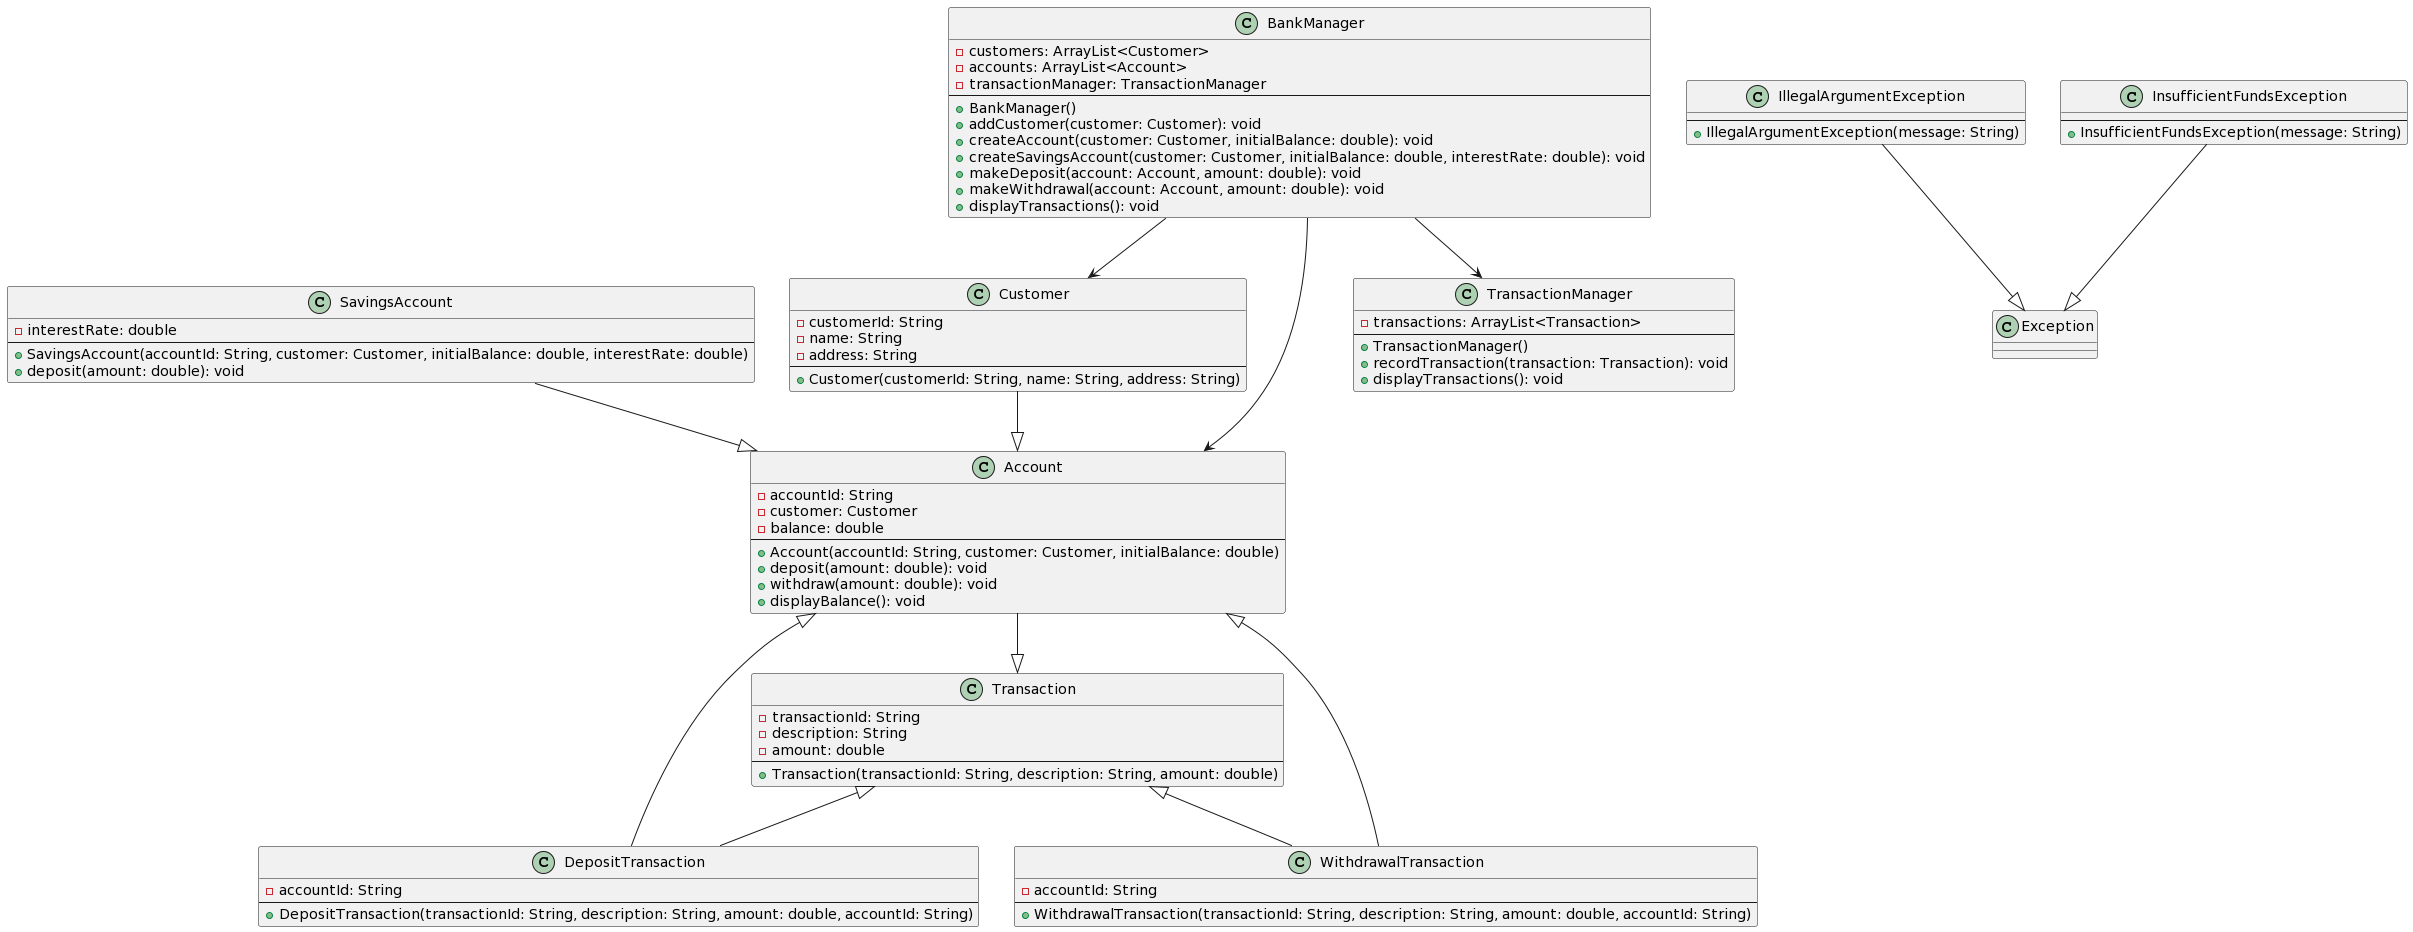 BankManager
customers: ArrayList<Customer>
accounts: ArrayList<Account>
transactionManager: TransactionManager
BankManager()
addCustomer(customer: Customer): void
createAccount(customer: Customer, initialBalance: double): void
createSavingsAccount(customer: Customer, initialBalance: double, interestRate: double): void
makeDeposit(account: Account, amount: double): void
makeWithdrawal(account: Account, amount: double): void
displayTransactions(): void
IllegalArgumentException
IllegalArgumentException(message: String)
InsufficientFundsException
InsufficientFundsException(message: String)
SavingsAccount
interestRate: double
SavingsAccount(accountId: String, customer: Customer, initialBalance: double, interestRate: double)
deposit(amount: double): void
Customer
customerId: String
name: String
address: String
Customer(customerId: String, name: String, address: String)
TransactionManager
transactions: ArrayList<Transaction>
TransactionManager()
recordTransaction(transaction: Transaction): void
displayTransactions(): void
Exception
Account
accountId: String
customer: Customer
balance: double
Account(accountId: String, customer: Customer, initialBalance: double)
deposit(amount: double): void
withdraw(amount: double): void
displayBalance(): void
Transaction
transactionId: String
description: String
amount: double
Transaction(transactionId: String, description: String, amount: double)
DepositTransaction
accountId: String
DepositTransaction(transactionId: String, description: String, amount: double, accountId: String)
WithdrawalTransaction
accountId: String
WithdrawalTransaction(transactionId: String, description: String, amount: double, accountId: String)